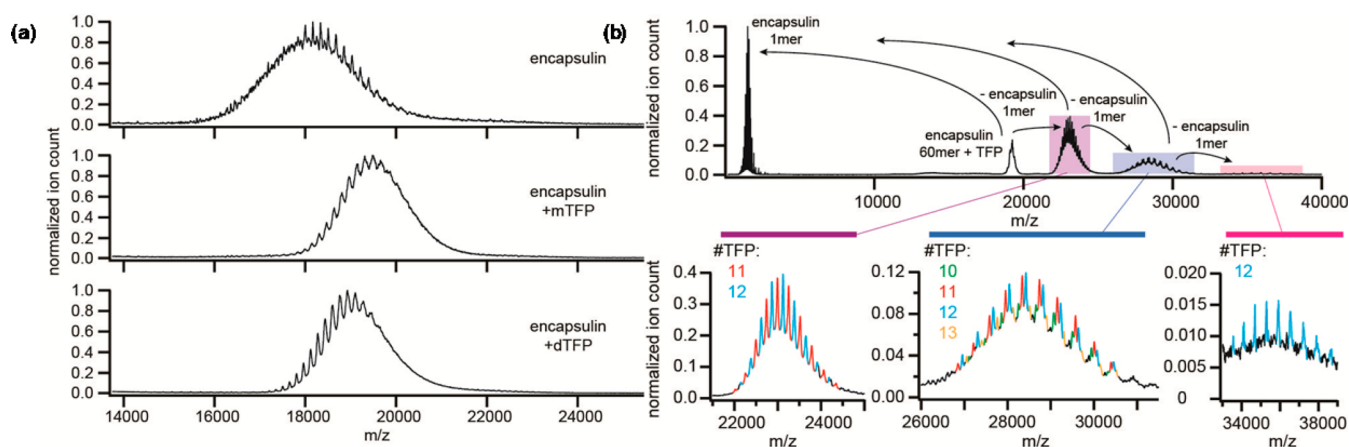 (a)
normalized ion count
1.0
0.8
0.6
0.4
0.2
0.0
encapsulin
1.0
0.8
0.6
0.4
0.2
0.0
encapsulin
+mTFP
1.0
0.8
0.6
0.4
0.2
0.0
encapsulin
+dTFP
14000
16000
18000
20000
22000
24000
m/z
(b)
normalized ion count
1.0
0.8
0.6
0.4
0.2
0.0
encapsulin
1mer
- encapsulin
1mer
- encapsulin
1mer
- encapsulin
1mer
encapsulin
60mer + TFP
10000
20000
30000
40000
m/z
normalized ion count
#TFP:
11
12
0.4
0.3
0.2
0.1
0.0
22000
24000
m/z
#TFP:
10
11
12
13
0.12
0.08
0.04
0.00
26000
28000
30000
m/z
#TFP:
12
0.020
0.015
0.010
0.005
0
33000
36000
39000
m/z